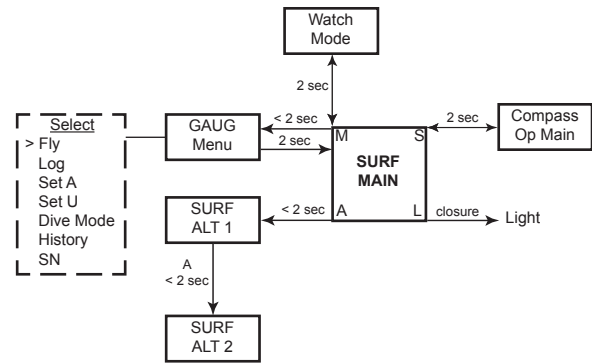 Watch
Mode
2 sec
Select
> Fly
Log
Set A
Set U
Dive Mode
History
SN
GAUG
Menu
< 2 sec
2 sec
M
S
SURF
MAIN
A
L
2 sec
Compass
Op Main
SURF
ALT 1
< 2 sec
closure
Light
A
< 2 sec
SURF
ALT 2